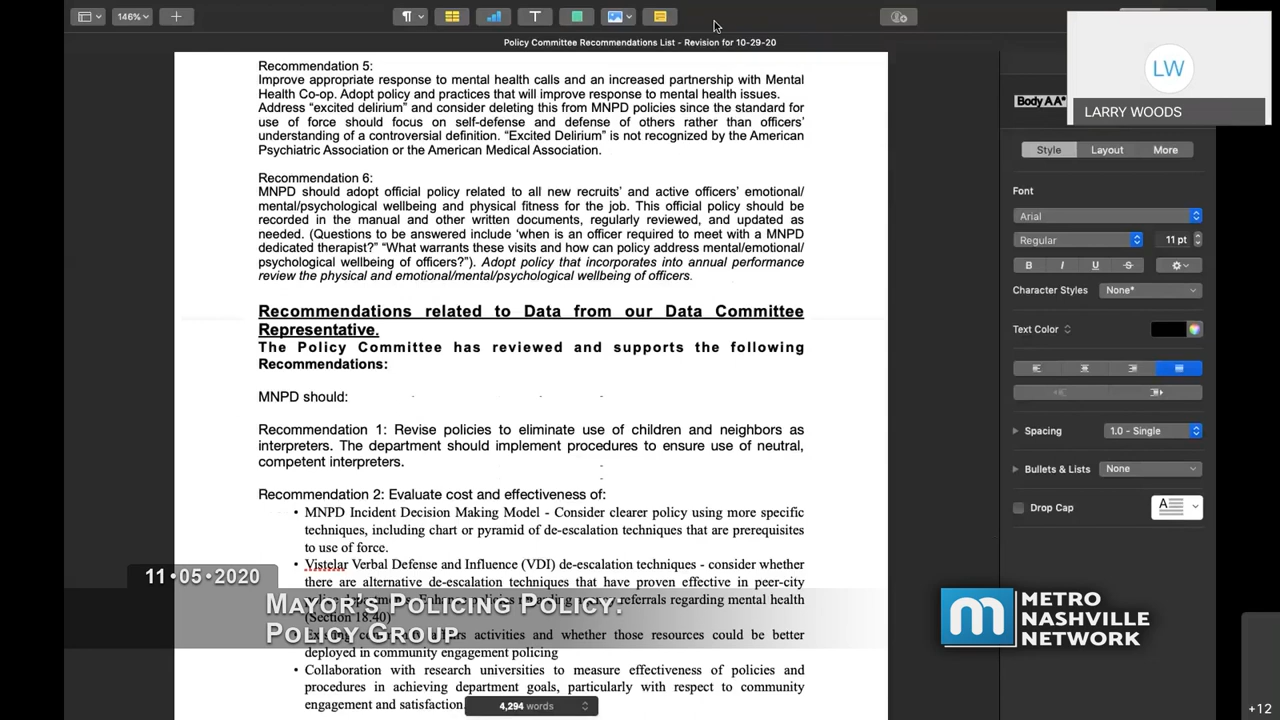 146%
Policy Committee Recommendations List - Revision for 10-29-20
LW
LARRY WOODS
Recommendation 5:
Improve appropriate response to mental health calls and an increased partnership with Mental
Health Co-op. Adopt policy and practices that will improve response to mental health issues.
Address “excited delirium” and consider deleting this from MNPD policies since the standard for
use of force should focus on self-defense and defense of others rather than officers’
understanding of a controversial definition. “Excited Delirium” is not recognized by the American
Psychiatric Association or the American Medical Association.
Recommendation 6:
MNPD should adopt official policy related to all new recruits’ and active officers’ emotional/
mental/psychological wellbeing and physical fitness for the job. This official policy should be
recorded in the manual and other written documents, regularly reviewed, and updated as
needed. (Questions to be answered include ‘when is an officer required to meet with a MNPD
dedicated therapist?” “What warrants these visits and how can policy address mental/emotional/
psychological wellbeing of officers?”). Adopt policy that incorporates into annual performance
review the physical and emotional/mental/psychological wellbeing of officers.
Recommendations related to Data from our Data Committee
Representative.
The Policy Committee has reviewed and supports the following
Recommendations:
MNPD should:
Recommendation 1: Revise policies to eliminate use of children and neighbors as
interpreters. The department should implement procedures to ensure use of neutral,
competent interpreters.
Recommendation 2: Evaluate cost and effectiveness of:
• MNPD Incident Decision Making Model - Consider clearer policy using more specific
techniques, including chart or pyramid of de-escalation techniques that are prerequisites
to use of force.
• Vistelar Verbal Defense and Influence (VDI) de-escalation techniques - consider whether
there are alternative de-escalation techniques that have proven effective in peer-city
referrals regarding mental health
(Section 18.40)
activities and whether those resources could be better
deployed in community engagement policing
• Collaboration with research universities to measure effectiveness of policies and
procedures in achieving department goals, particularly with respect to community
engagement and satisfaction.
4,294 words
Body
Style
Layout
More
Font
Arial
Regular
11 pt
B
I
U
S
Character Styles
None*
Text Color
Spacing
1.0 - Single
Bullets & Lists
None
Drop Cap
11•05•2020
MAYOR'S POLICING POLICY:
POLICY GROUP
METRO
NASHVILLE
NETWORK
+12